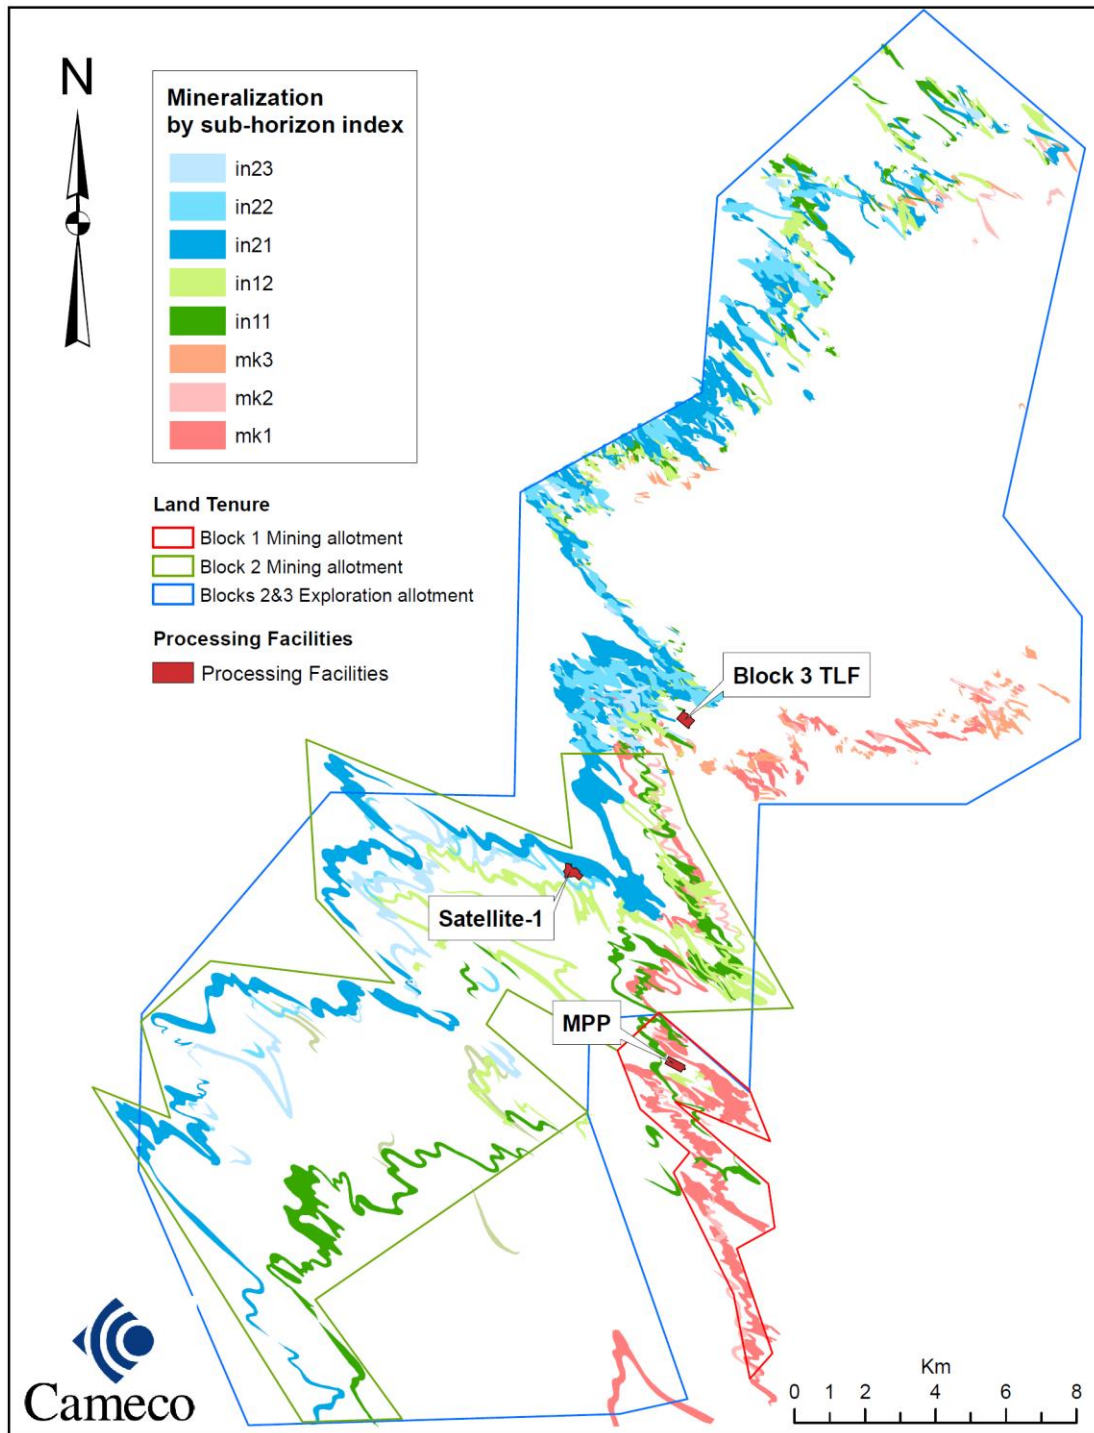 N
Mineralization
by sub-horizon index
in23
in22
in21
in12
in11
mk3
mk2
mk1
Land Tenure
Block 1 Mining allotment
Block 2 Mining allotment
Blocks 2&3 Exploration allotment
Processing Facilities
Processing Facilities
Block 3 TLF
Satellite-1
MPP
Cameco
Km
0 1 2 4 6 8